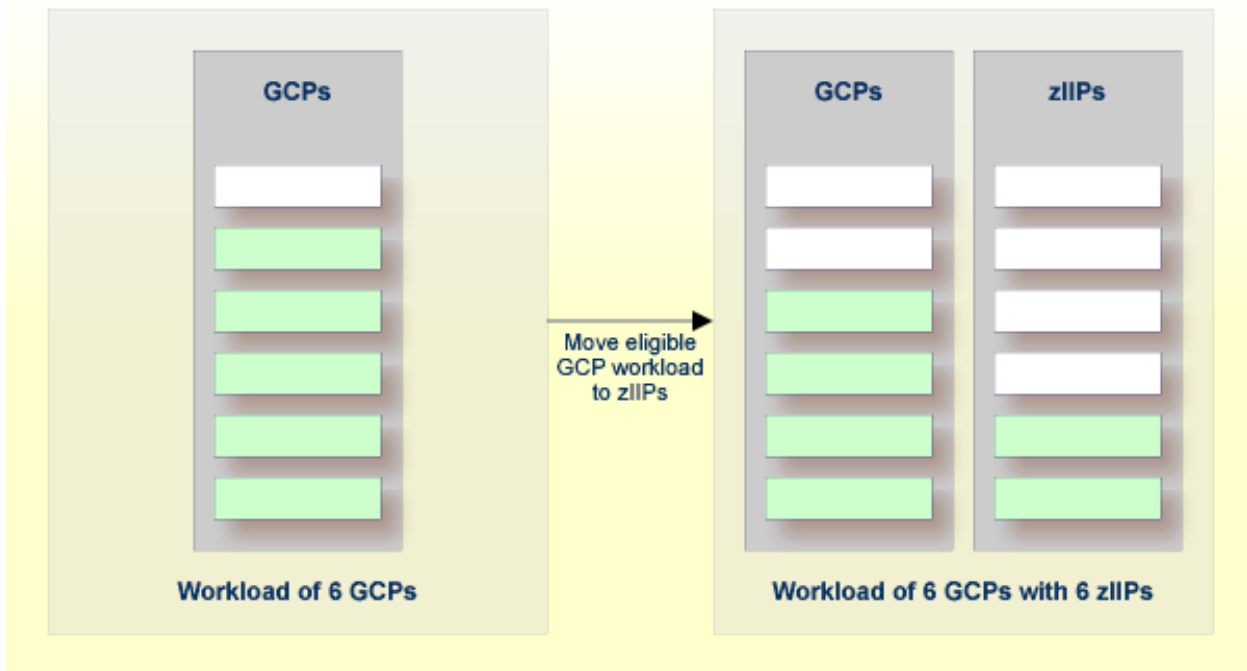 GCPs
GCPs
zIIPs
Move eligible
GCP workload
to zIIPs
Workload of 6 GCPs
Workload of 6 GCPs with 6 zIIPs